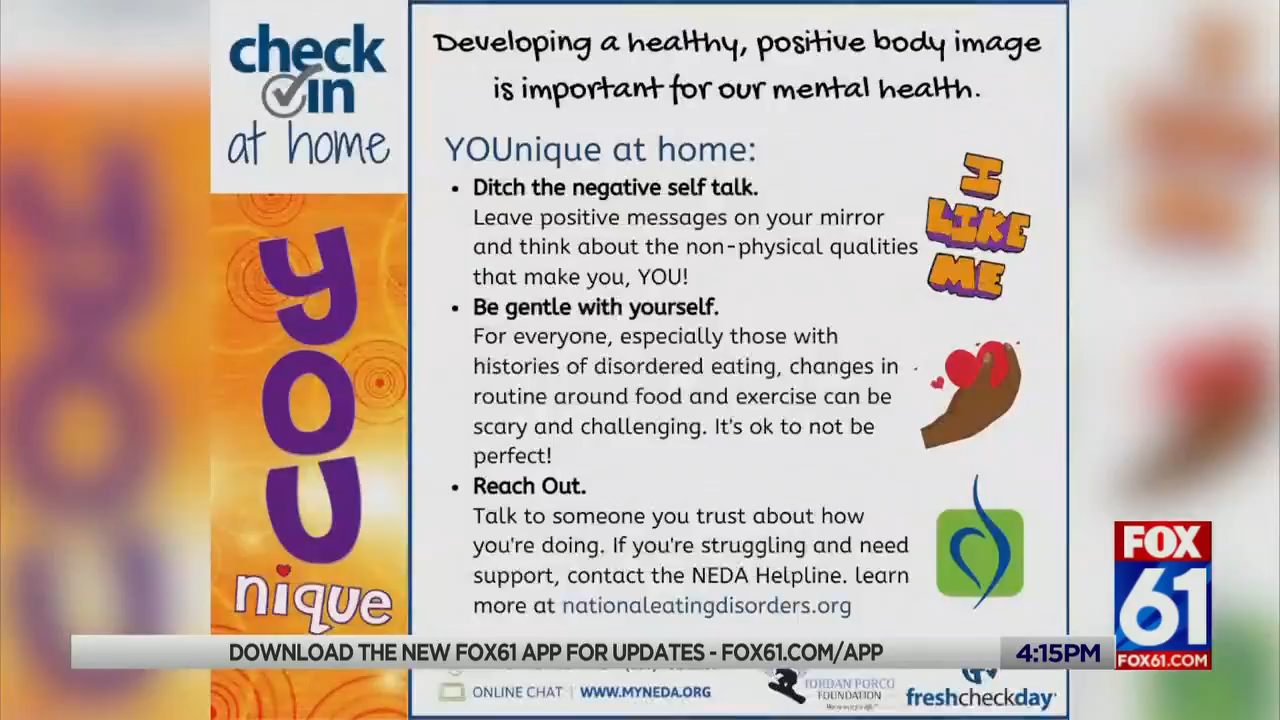 check
in
at home
YOU
nique
Developing a healthy, positive body image
is important for our mental health.
YOUnique at home:
• Ditch the negative self talk.
Leave positive messages on your mirror
and think about the non-physical qualities
that make you, YOU!
• Be gentle with yourself.
For everyone, especially those with
histories of disordered eating, changes in
routine around food and exercise can be
scary and challenging. It's ok to not be
perfect!
• Reach Out.
Talk to someone you trust about how
you're doing. If you're struggling and need
support, contact the NEDA Helpline. learn
more at nationaleatingdisorders.org
I
LIKE
ME
DOWNLOAD THE NEW FOX61 APP FOR UPDATES - FOX61.COM/APP
4:15PM
FOX
61
FOX61.COM
ONLINE CHAT | WWW.MYNEDA.ORG
JORDAN PORCO
FOUNDATION
freshcheckday